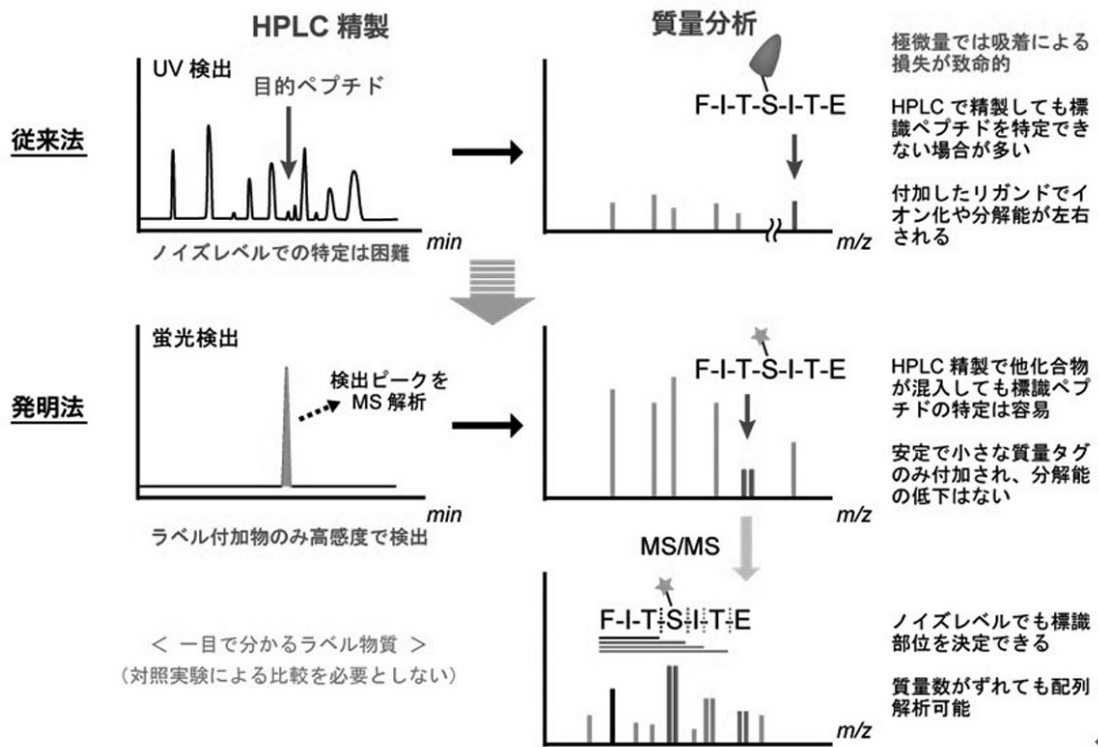 HPLC 精製
質量分析
従来法
UV 検出
目的ペプチド
min
ノイズレベルでの特定は困難
F-I-T-S-I-T-E
m/z
極微量では吸着による
損失が致命的
HPLC で精製しても標
識ペプチドを特定でき
ない場合が多い
付加したリガンドでイ
オン化や分解能が左右
される
発明法
蛍光検出
検出ピークを
MS 解析
min
ラベル付加物のみ高感度で検出
F-I-T-S-I-T-E
m/z
HPLC 精製で他化合物
が混入しても標識ペプ
チドの特定は容易
安定で小さな質量タグ
のみ付加され、分解能
の低下はない
MS/MS
F-I-T-S-I-T-E
m/z
< 一目で分かるラベル物質 >
(対照実験による比較を必要としない)
ノイズレベルでも標識
部位を決定できる
質量数がずれても配列
解析可能